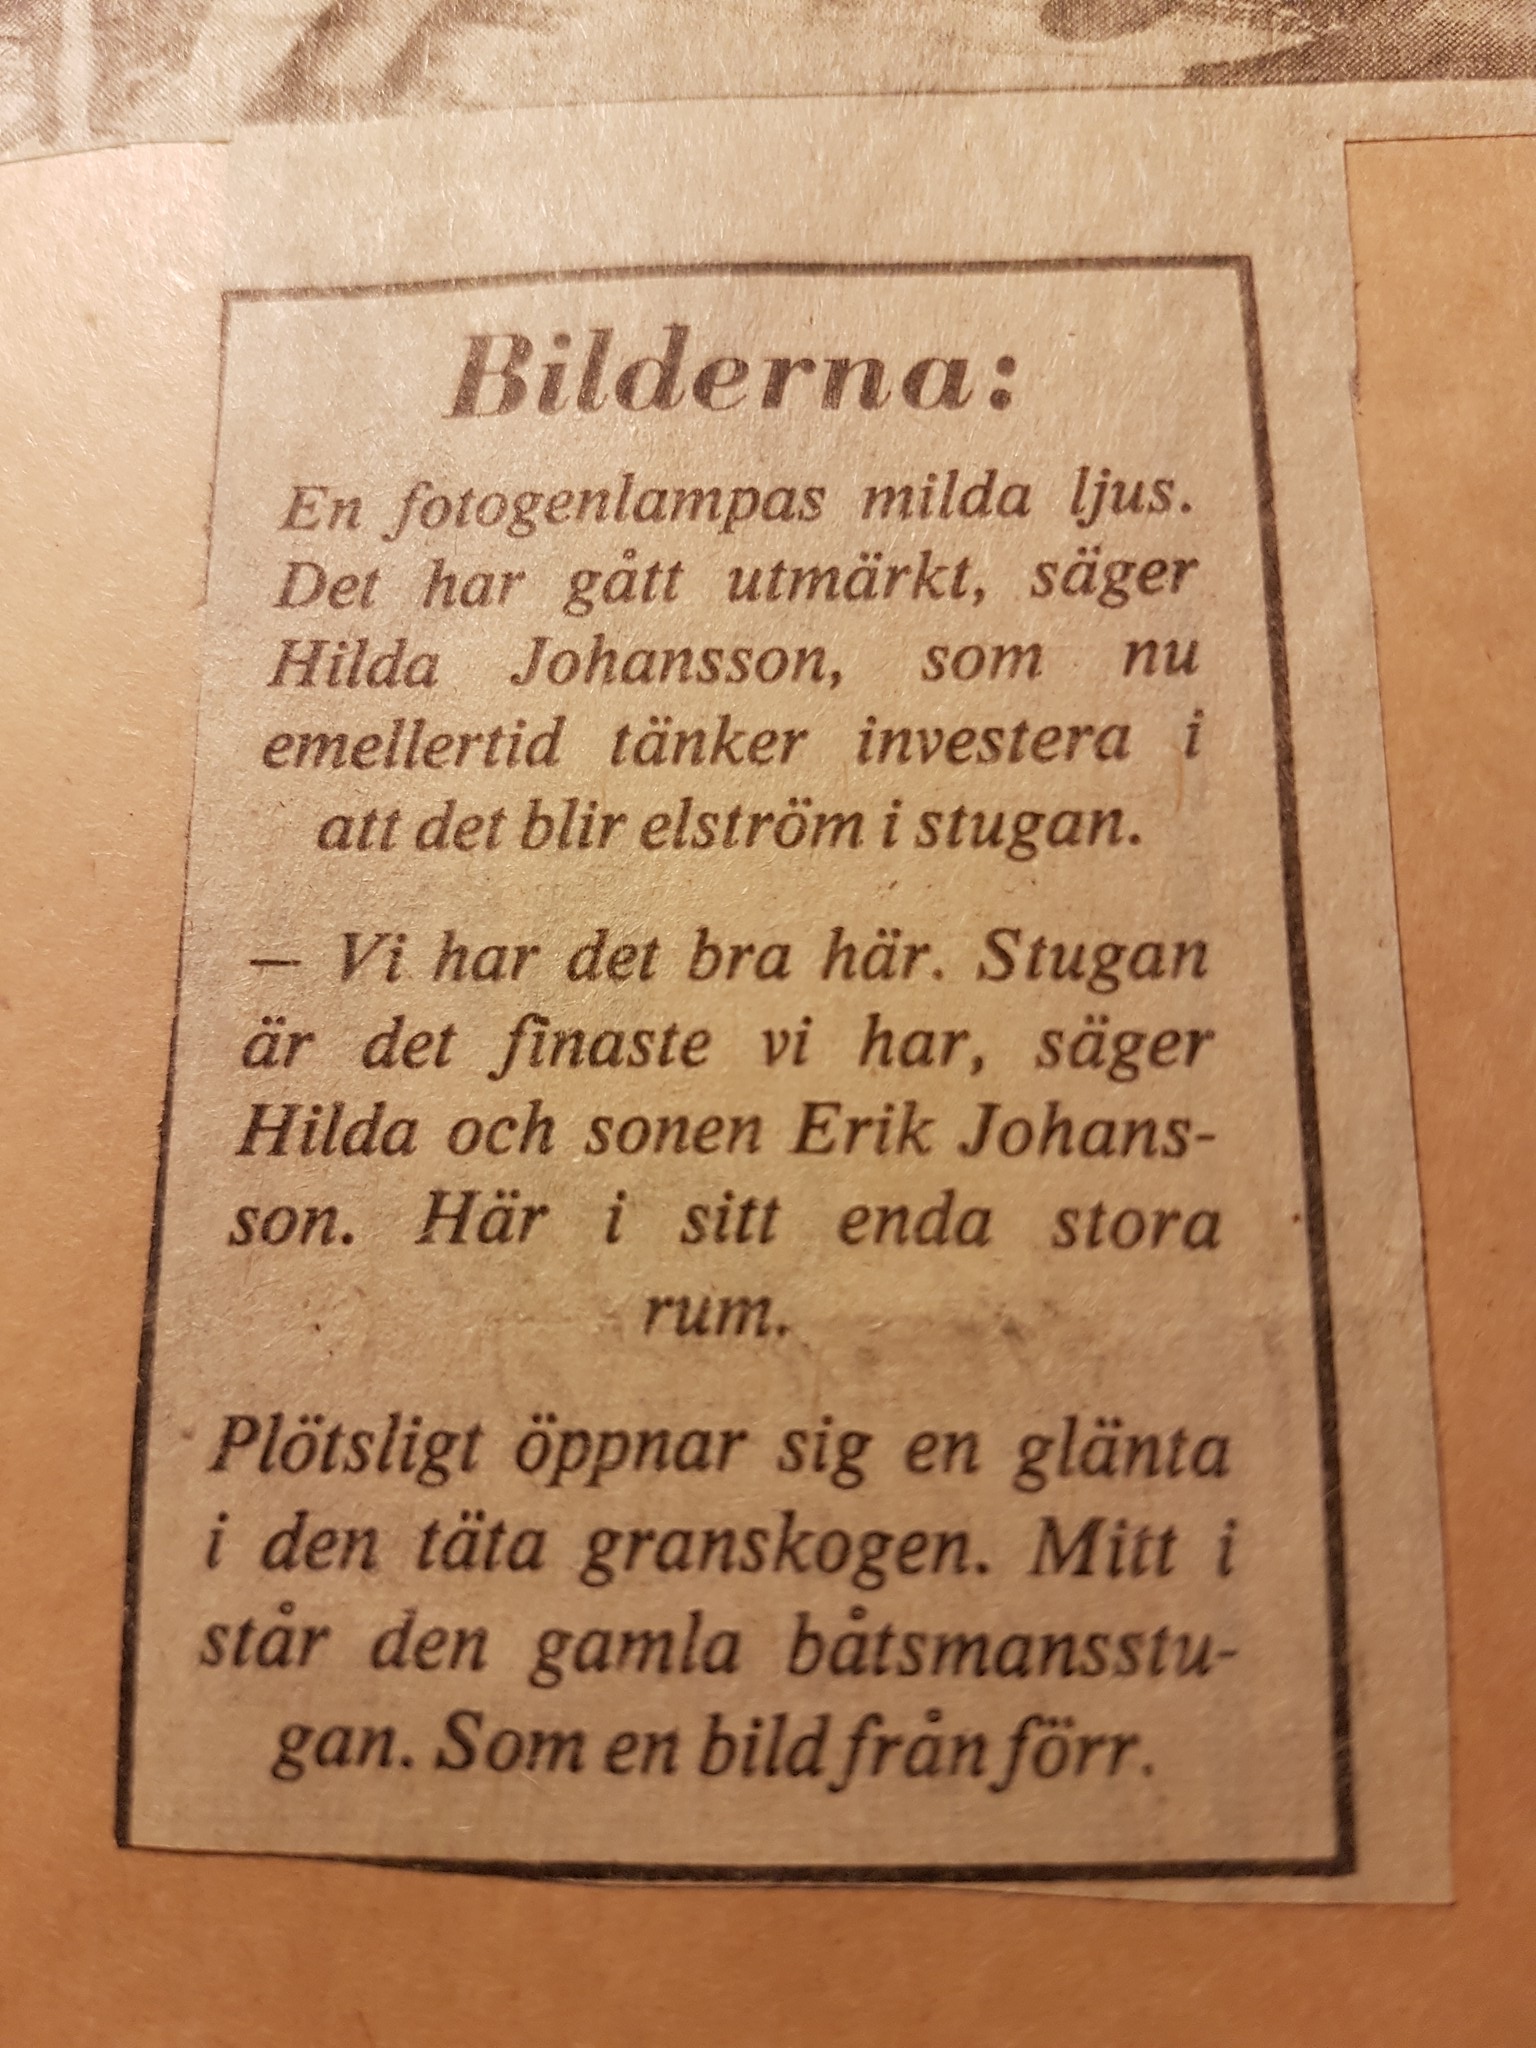 Bilderna:
En fotogenlampas milda ljus.
Det har gått utmärkt, säger
Hilda Johansson, som nu
emellertid tänker investera i
att det blir elström i stugan.
— Vi har det bra här. Stugan
är det finaste vi har, säger
Hilda och sonen Erik Johans-
son. Här i sitt enda stora
rum.
Plötsligt öppnar sig en glänta
i den täta granskogen. Mitt i
står den gamla båtsmansstu-
gan. Som en bild från förr.